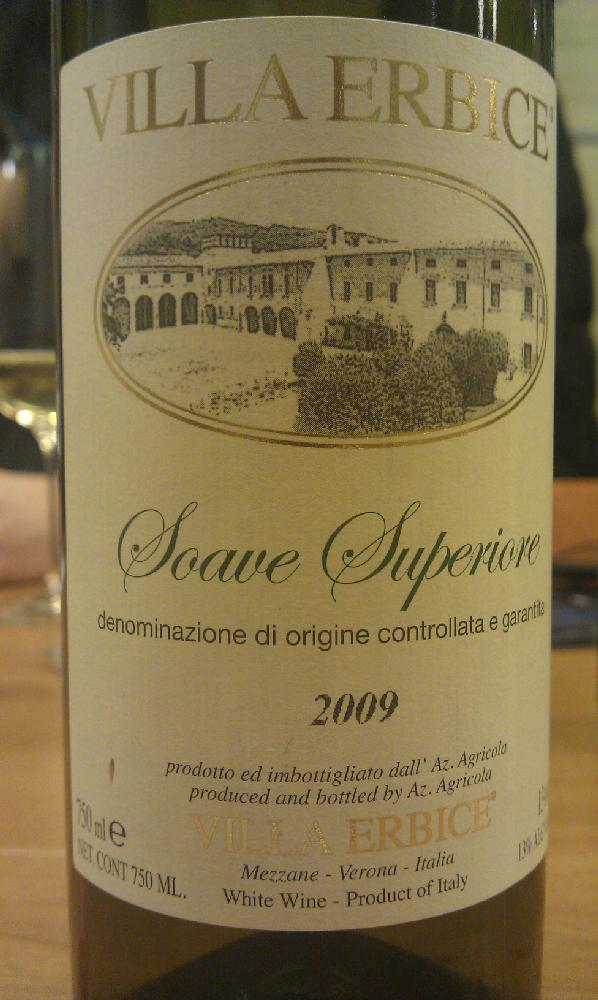 VILLA ERBICE®
Soave Superiore
denominazione di origine controllata e garantita
2009
prodotto ed imbottigliato dall' Az. Agricola
produced and bottled by Az. Agricola
VILLA ERBICE®
Mezzane - Verona - Italia
White Wine - Product of Italy
750 ml e
NET. CONT 750 ML.
13%